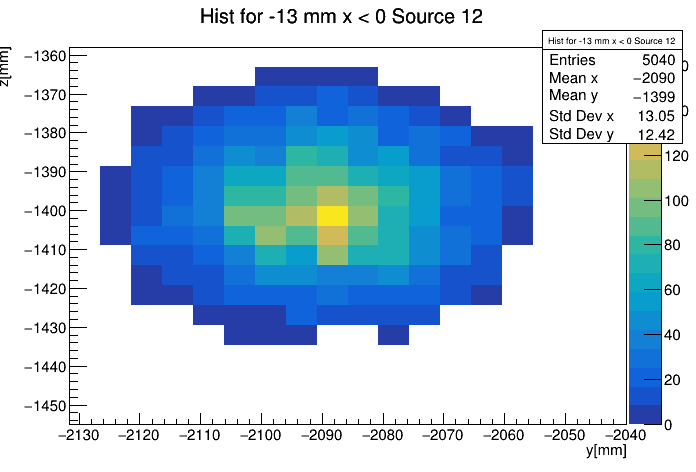 Hist for -13 mm x < 0 Source 12
z[mm]
Hist for -13 mm x < 0 Source 12
Entries 5040
Mean x −2090
Mean y −1399
Std Dev x 13.05
Std Dev y 12.42
−1360
−1370
−1380
−1390
−1400
−1410
−1420
−1430
−1440
−1450
−2130 −2120 −2110 −2100 −2090 −2080 −2070 −2060 −2050 −2040
y[mm]
120
100
80
60
40
20
0